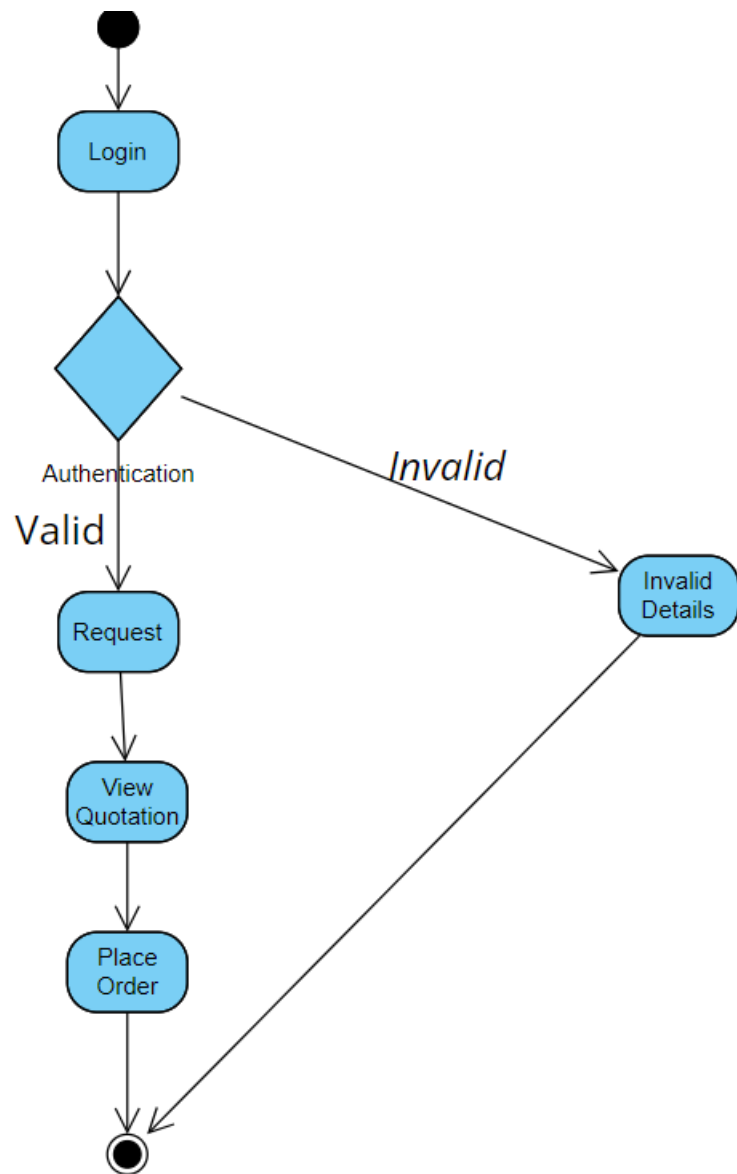 Login
Authentication
Invalid
Valid
Invalid
Details
Request
View
Quotation
Place
Order